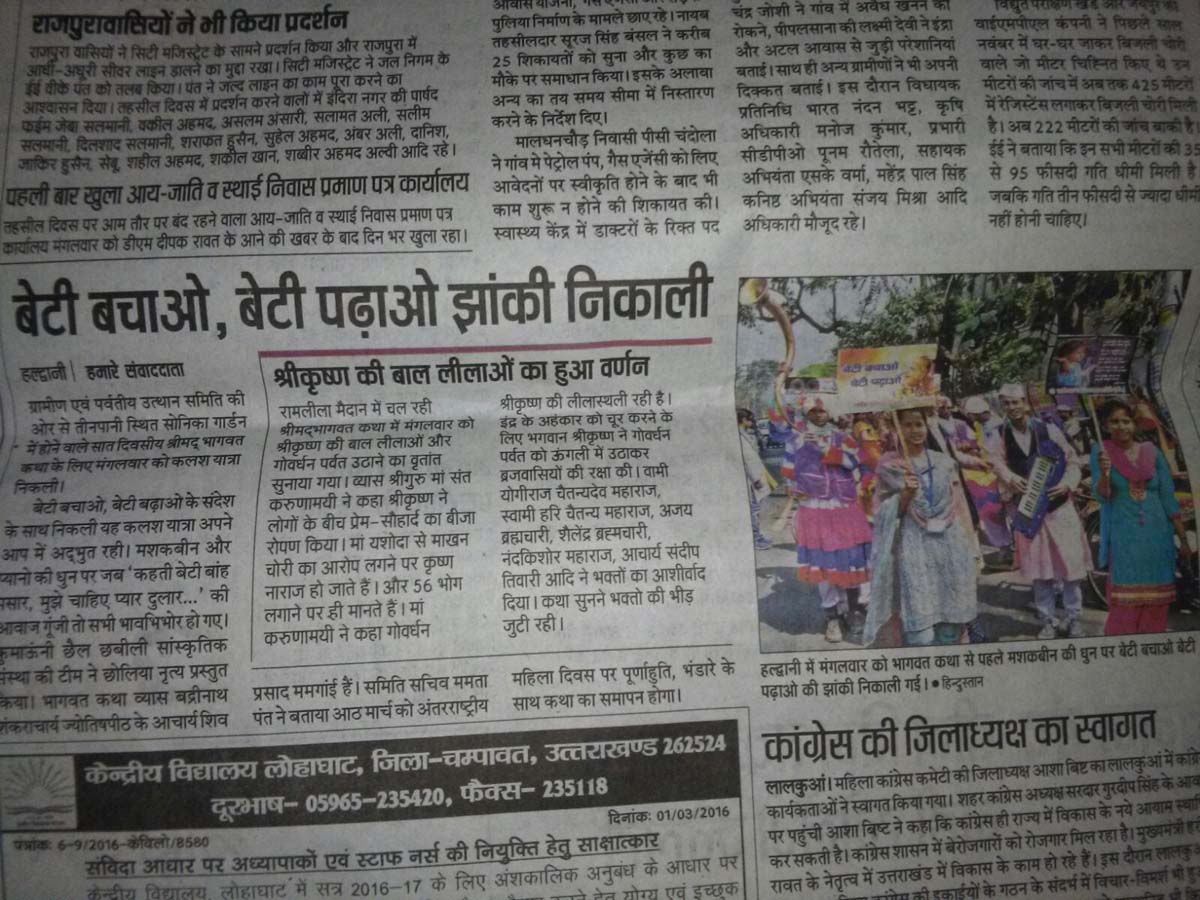 राजपुरावासियों ने भी किया प्रदर्शन
राजपुरा वासियों ने सिटी मजिस्ट्रेट के सामने प्रदर्शन किया और राजपुरा में
आधी-अधूरी सीवर लाइन डालने का मुद्दा रखा। सिटी मजिस्ट्रेट ने जल निगम के
ईई वीके पंत को तलब किया। पंत ने जल्द लाइन का काम पूरा करने का
आश्वासन दिया। तहसील दिवस में प्रदर्शन करने वालों में इंदिरा नगर की पार्षद
फईम जेबा सलमानी, वकील अहमद, असलम अंसारी, सलामत अली, सलीम
सलमानी, दिलशाद सलमानी, शराफत हुसैन, सुहेल अहमद, अंबर अली, दानिश,
जाकिर हुसैन, सेबू, शहील अहमद, शकील खान, शब्बीर अहमद अल्वी आदि रहे।
पहली बार खुला आय-जाति व स्थाई निवास प्रमाण पत्र कार्यालय
तहसील दिवस पर आम तौर पर बंद रहने वाला आय-जाति व स्थाई निवास प्रमाण पत्र
कार्यालय मंगलवार को डीएम दीपक रावत के आने की खबर के बाद दिन भर खुला रहा।
पुलिया निर्माण के मामले छाए रहे। नायब
तहसीलदार सूरज सिंह बंसल ने करीब
25 शिकायतों को सुना और कुछ का
मौके पर समाधान किया। इसके अलावा
अन्य का तय समय सीमा में निस्तारण
करने के निर्देश दिए।
मालधनचौड़ निवासी पीसी चंदोला
ने गांव मे पेट्रोल पंप, गैस एजेंसी को लिए
आवेदनों पर स्वीकृति होने के बाद भी
काम शुरू न होने की शिकायत की।
स्वास्थ्य केंद्र में डाक्टरों के रिक्त पद
चंद्र जोशी ने गांव में अवैध खनन को
रोकने, पीपलसाना की लक्ष्मी देवी ने इंद्रा
और अटल आवास से जुड़ी परेशानियां
बताई। साथ ही अन्य ग्रामीणों ने भी अपनी
दिक्कत बताई। इस दौरान विधायक
प्रतिनिधि भारत नंदन भट्ट, कृषि
अधिकारी मनोज कुमार, प्रभारी
सीडीपीओ पूनम रौतेला, सहायक
अभियंता एसके वर्मा, महेंद्र पाल सिंह
कनिष्ठ अभियंता संजय मिश्रा आदि
अधिकारी मौजूद रहे।
विद्युत परीक्षण खंड और जयपुर की
वाईएमपीएल कंपनी ने पिछले साल
नवंबर में घर-घर जाकर बिजली चोरी
वाले जो मीटर चिह्नित किए थे उन
मीटरों की जांच में अब तक 425 मीटरों
में रेजिस्टेंस लगाकर बिजली चोरी मिली
है। अब 222 मीटरों की जांच बाकी है।
ईई ने बताया कि इन सभी मीटरों की 35
से 95 फीसदी गति धीमी मिली है
जबकि गति तीन फीसदी से ज्यादा धीमी
नहीं होनी चाहिए।
बेटी बचाओ, बेटी पढ़ाओ झांकी निकाली
हल्द्वानी | हमारे संवाददाता
ग्रामीण एवं पर्वतीय उत्थान समिति की
ओर से तीनपानी स्थित सोनिका गार्डन
में होने वाले सात दिवसीय श्रीमद् भागवत
कथा के लिए मंगलवार को कलश यात्रा
निकली।
बेटी बचाओ, बेटी बढ़ाओ के संदेश
के साथ निकली यह कलश यात्रा अपने
आप में अद्भुत रही। मशकबीन और
प्यानो की धुन पर जब 'कहती बेटी बांह
पसार, मुझे चाहिए प्यार दुलार...' की
आवाज गूंजी तो सभी भावभिभोर हो गए।
कुमाऊंनी छैल छबीली सांस्कृतिक
संस्था की टीम ने छोलिया नृत्य प्रस्तुत
किया। भागवत कथा व्यास बद्रीनाथ
शंकराचार्य ज्योतिषपीठ के आचार्य शिव
श्रीकृष्ण की बाल लीलाओं का हुआ वर्णन
रामलीला मैदान में चल रही
श्रीमद्भागवत कथा में मंगलवार को
श्रीकृष्ण की बाल लीलाओं और
गोवर्धन पर्वत उठाने का वृतांत
सुनाया गया। व्यास श्रीगुरु मां संत
करुणामयी ने कहा श्रीकृष्ण ने
लोगों के बीच प्रेम-सौहार्द का बीजा
रोपण किया। मां यशोदा से माखन
चोरी का आरोप लगने पर कृष्ण
नाराज हो जाते हैं। और 56 भोग
लगाने पर ही मानते हैं। मां
करुणामयी ने कहा गोवर्धन
श्रीकृष्ण की लीलास्थली रही है।
इंद्र के अहंकार को चूर करने के
लिए भगवान श्रीकृष्ण ने गोवर्धन
पर्वत को ऊंगली में उठाकर
ब्रजवासियों की रक्षा की। वामी
योगीराज चैतन्यदेव महाराज,
स्वामी हरि चैतन्य महाराज, अजय
ब्रह्मचारी, शैलेंद्र ब्रह्मचारी,
नंदकिशोर महाराज, आचार्य संदीप
तिवारी आदि ने भक्तों का आशीर्वाद
दिया। कथा सुनने भक्तो की भीड़
जुटी रही।
प्रसाद ममगांई हैं। समिति सचिव ममता
पंत ने बताया आठ मार्च को अंतरराष्ट्रीय
महिला दिवस पर पूर्णाहुति, भंडारे के
साथ कथा का समापन होगा।
बेटी बचाओ
बेटी पढ़ाओ
हल्द्वानी में मंगलवार को भागवत कथा से पहले मशकबीन की धुन पर बेटी बचाओ बेटी
पढ़ाओ की झांकी निकाली गई। • हिन्दुस्तान
केन्द्रीय विद्यालय लोहाघाट, जिला-चम्पावत, उत्तराखण्ड 262524
दूरभाष- 05965-235420, फैक्स- 235118
पत्रांक: 6-9/2016-केविलो/8580
दिनांक: 01/03/2016
संविदा आधार पर अध्यापाकों एवं स्टाफ नर्स की नियुक्ति हेतु साक्षात्कार
केन्द्रीय विद्यालय, लोहाघाट में सत्र 2016-17 के लिए अंशकालिक अनुबंध के आधार पर
कांग्रेस की जिलाध्यक्ष का स्वागत
लालकुआं। महिला कांग्रेस कमेटी की जिलाध्यक्ष आशा बिष्ट का लालकुआं में
कार्यकताओं ने स्वागत किया गया। शहर कांग्रेस अध्यक्ष सरदार गुरदीप सिंह के
पर पहुंची आशा बिष्ट ने कहा कि कांग्रेस ही राज्य में विकास के नये आयाम
कर सकती है। कांग्रेस शासन में बेरोजगारों को रोजगार मिल रहा है। मुख्यमंत्री
रावत के नेतृत्व में उत्तराखंड में विकास के काम हो रहे हैं। इस दौरान
कांग्रेस की इकाईयों के गठन के संदर्भ में विचार-विमर्श भी